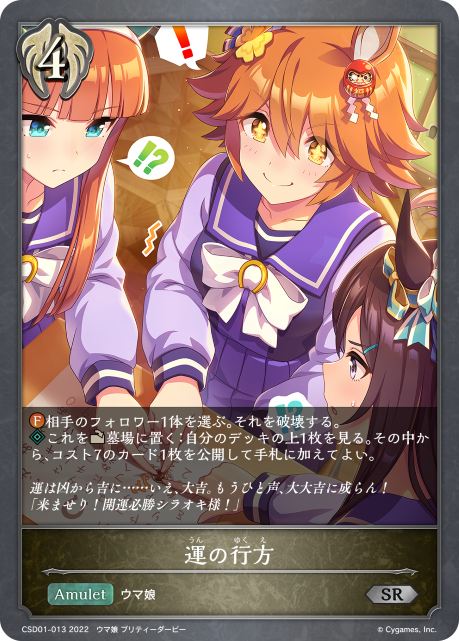 4
!
!?
!?
F相手のフォロワー1体を選ぶ。それを破壊する。
これを墓場に置く:自分のデッキの上1枚を見る。その中か
ら、コスト7のカード1枚を公開して手札に加えてよい。
運は凶から吉に……いえ、大吉。もうひと声、大大吉に成らん!
「来ませり!開運必勝シラオキ様!」
うん ゆくえ
運の行方
Amulet ウマ娘
SR
CSD01-013 2022 ウマ娘 プリティーダービー
© Cygames, Inc.